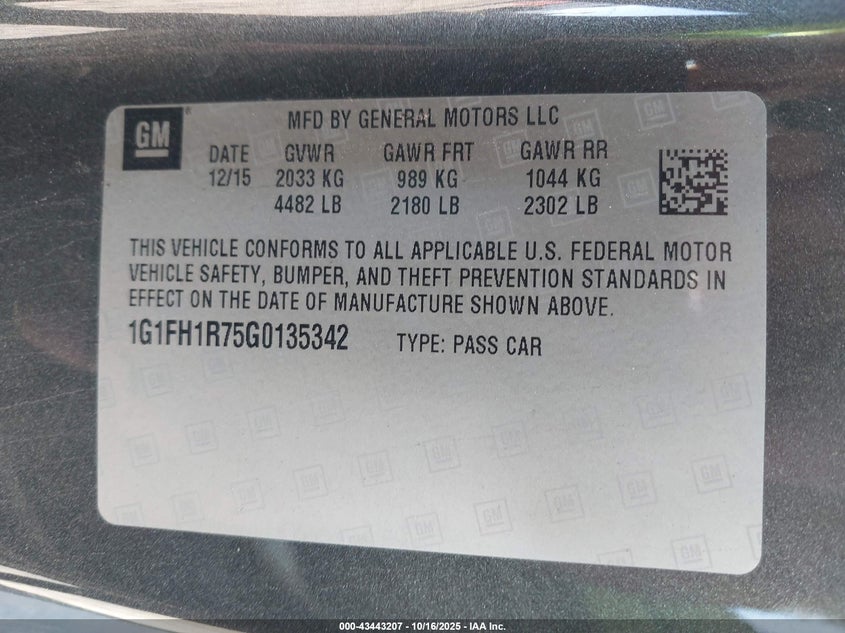 GM
MFD BY GENERAL MOTORS LLC
DATE GVWR GAWR FRT GAWR RR
12/15 2033 KG 989 KG 1044 KG
4482 LB 2180 LB 2302 LB
THIS VEHICLE CONFORMS TO ALL APPLICABLE U.S. FEDERAL MOTOR
VEHICLE SAFETY, BUMPER, AND THEFT PREVENTION STANDARDS IN
EFFECT ON THE DATE OF MANUFACTURE SHOWN ABOVE.
1G1FH1R75G0135342 TYPE: PASS CAR
000-43443207 - 10/16/2025 - IAA Inc.